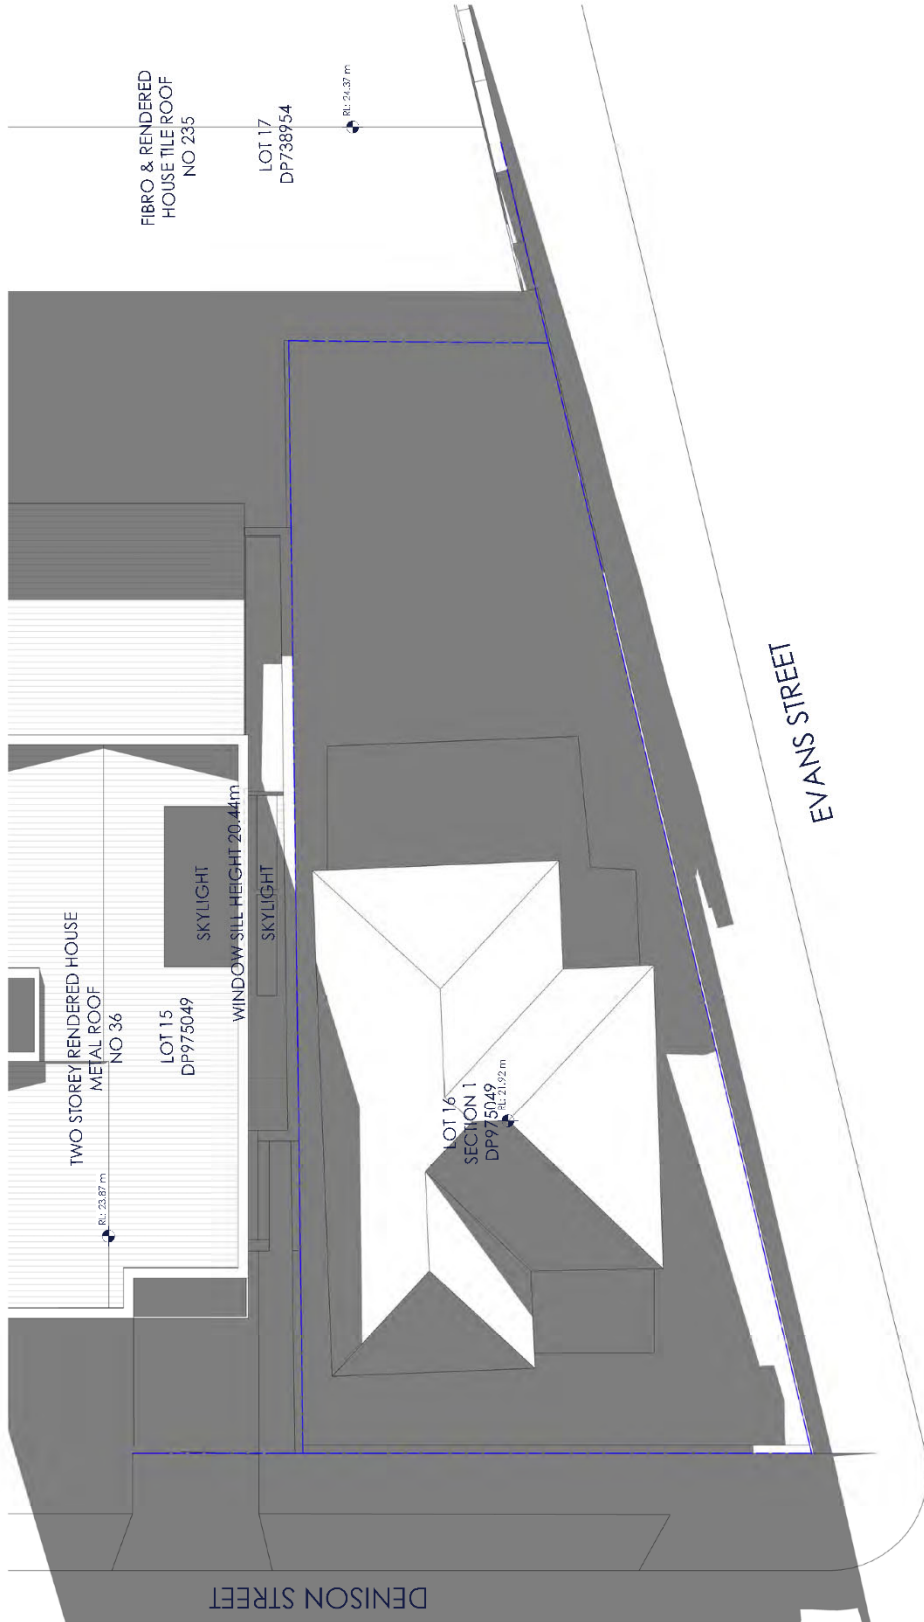 FIBRO & RENDERED
HOUSE TILE ROOF
NO 235
LOT 17
DP738954
RL: 24.37 m
EVANS STREET
TWO STOREY RENDERED HOUSE
METAL ROOF
NO 36
LOT 15
DP975049
RL: 23.87 m
SKYLIGHT
WINDOW SILL HEIGHT 20.44m
SKYLIGHT
LOT 16
SECTION 1
DP975049
RL: 21.92 m
DENISON STREET